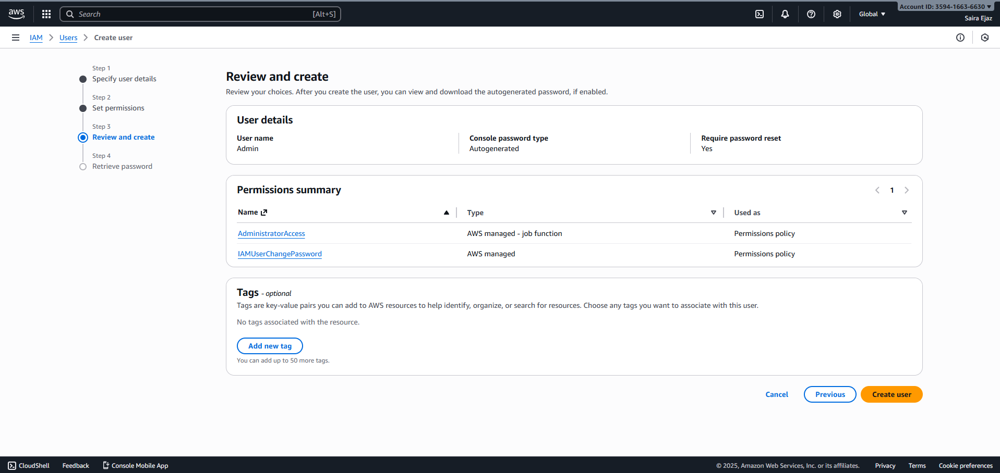 aws
Search [Alt+S]
Global
Account ID: 3594-1663-6630
Saira Ejaz
IAM > Users > Create user
Step 1
Specify user details
Step 2
Set permissions
Step 3
Review and create
Step 4
Retrieve password
Review and create
Review your choices. After you create the user, you can view and download the autogenerated password, if enabled.
User details
User name
Admin
Console password type
Autogenerated
Require password reset
Yes
Permissions summary
1
Name Type Used as
AdministratorAccess AWS managed - job function Permissions policy
IAMUserChangePassword AWS managed Permissions policy
Tags - optional
Tags are key-value pairs you can add to AWS resources to help identify, organize, or search for resources. Choose any tags you want to associate with this user.
No tags associated with the resource.
Add new tag
You can add up to 50 more tags.
Cancel Previous Create user
CloudShell Feedback Console Mobile App © 2025, Amazon Web Services, Inc. or its affiliates. Privacy Terms Cookie preferences